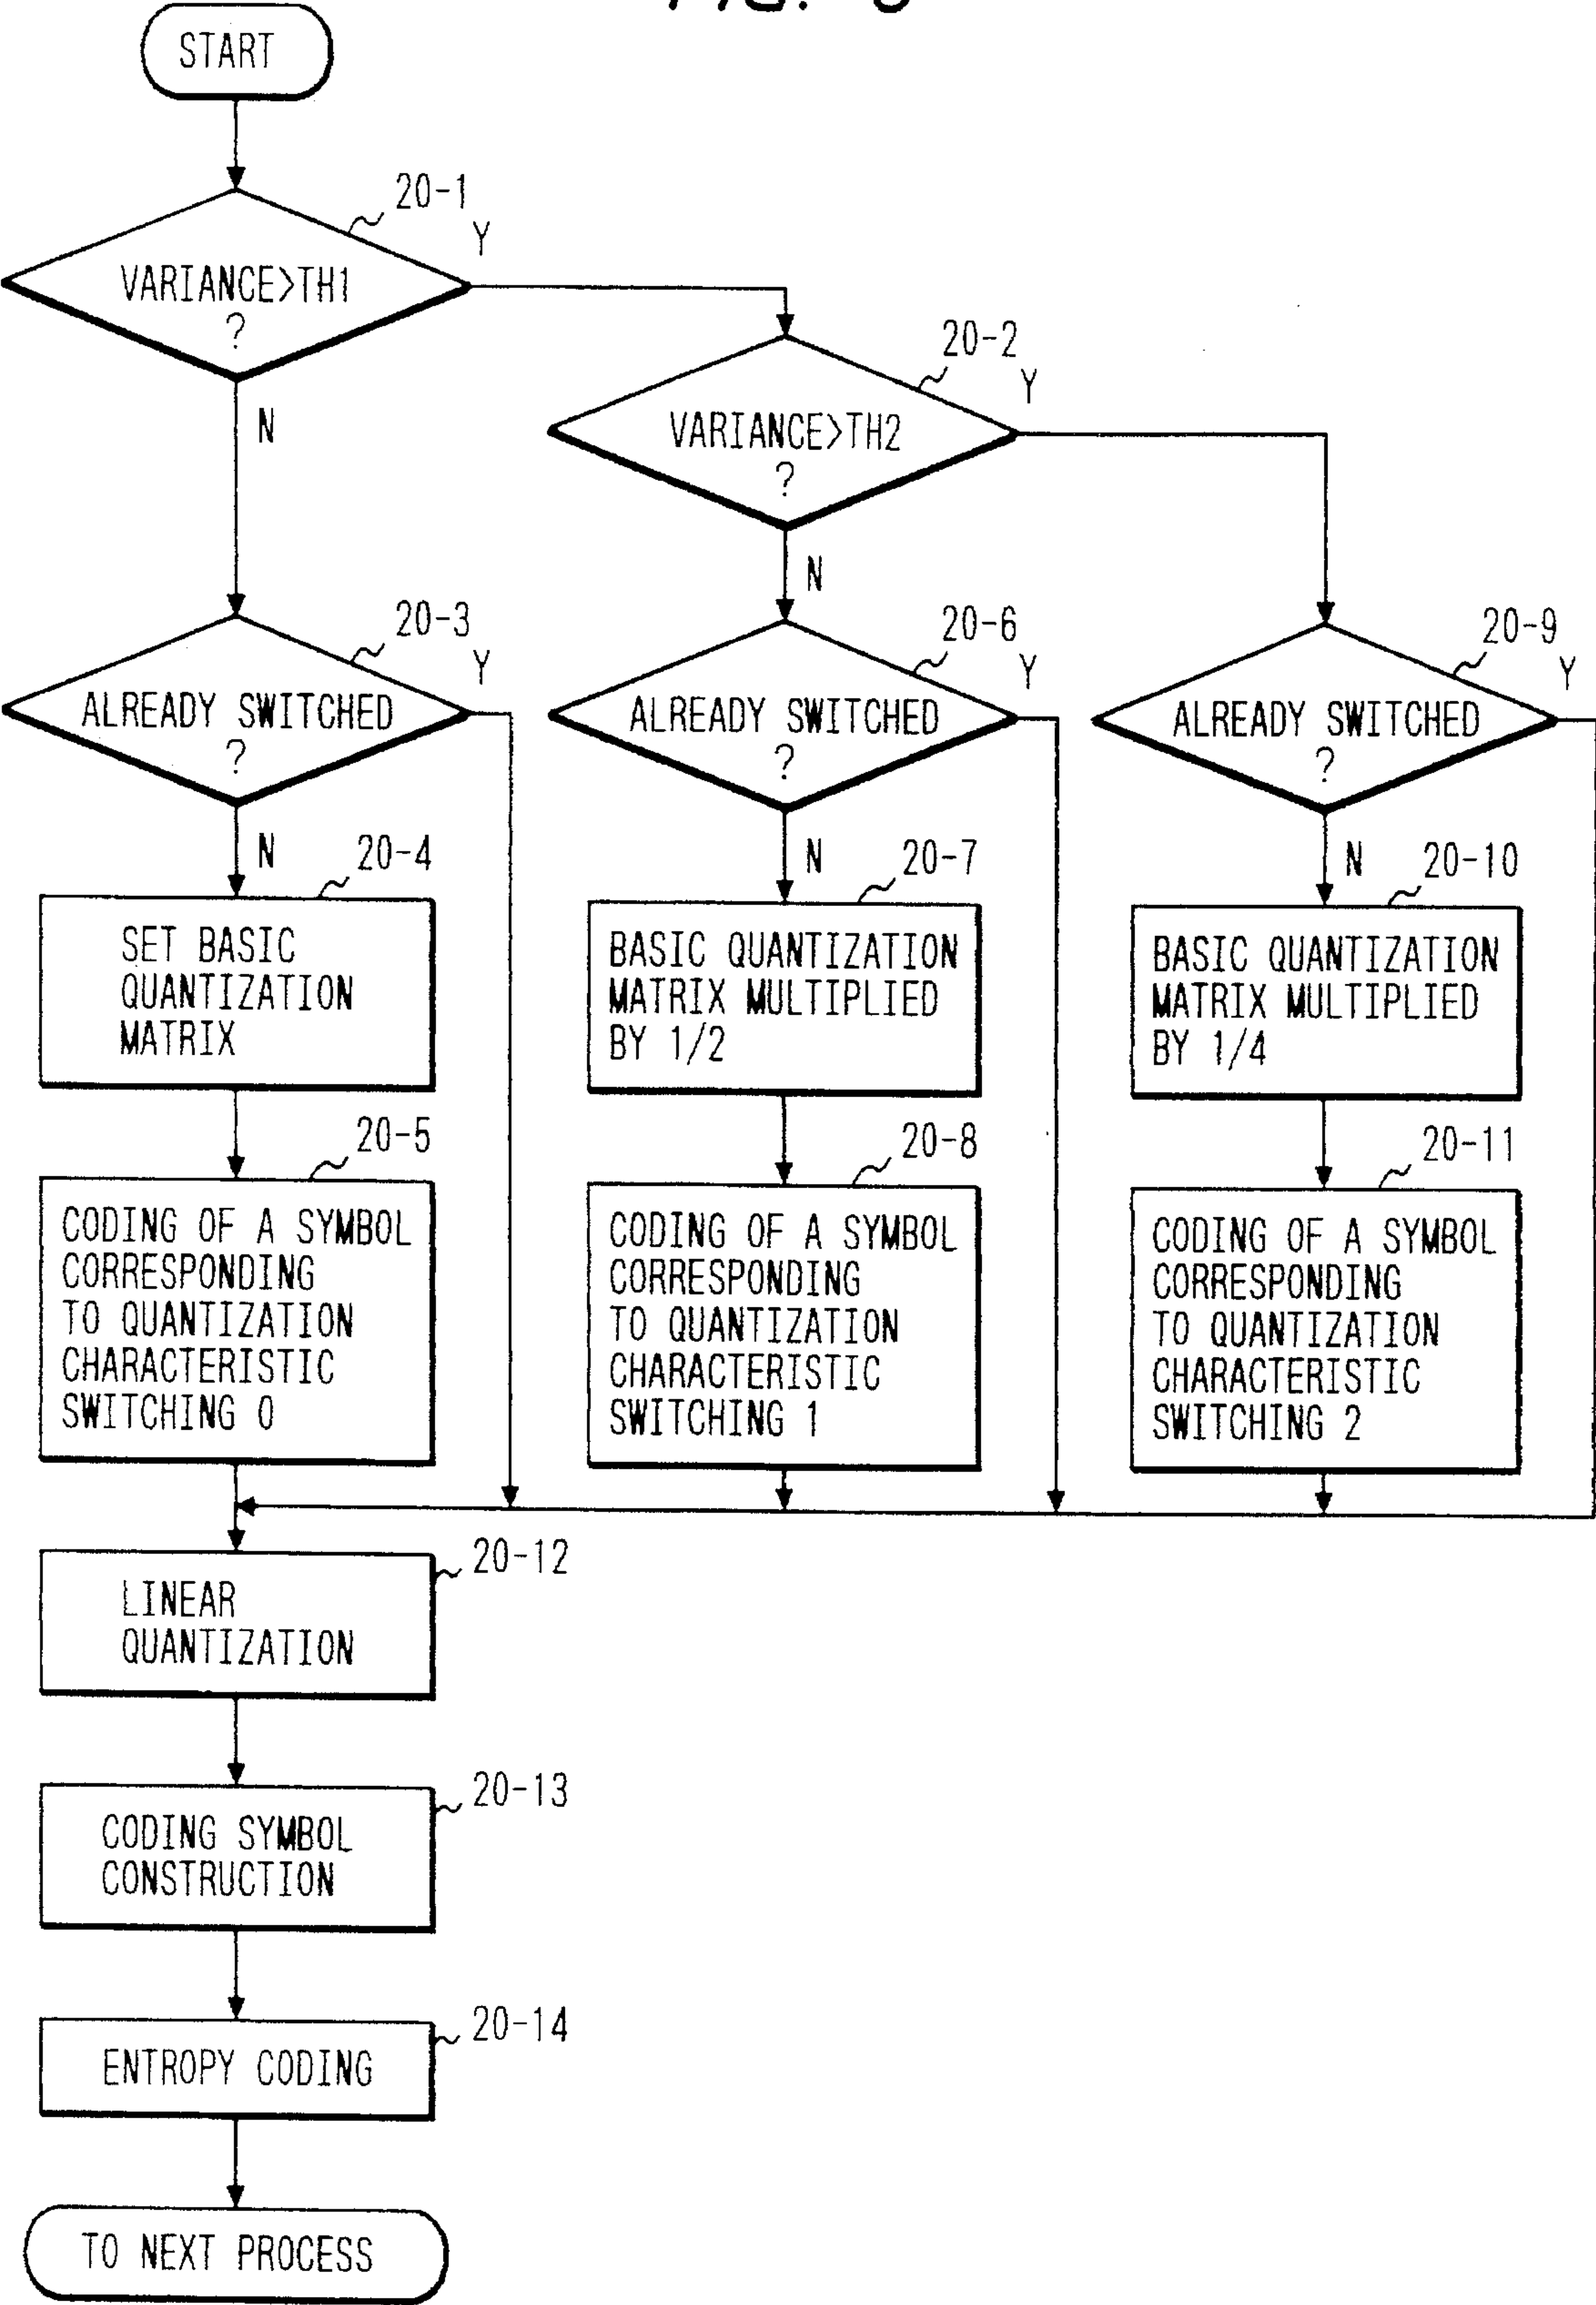 START
20-1
Y
VARIANCE>TH1
?
N
20-2
Y
VARIANCE>TH2
?
N
20-3
Y
ALREADY SWITCHED
?
N
20-6
Y
ALREADY SWITCHED
?
N
20-9
Y
ALREADY SWITCHED
?
N
20-4
SET BASIC
QUANTIZATION
MATRIX
20-7
BASIC QUANTIZATION
MATRIX MULTIPLIED
BY 1/2
20-10
BASIC QUANTIZATION
MATRIX MULTIPLIED
BY 1/4
20-5
CODING OF A SYMBOL
CORRESPONDING
TO QUANTIZATION
CHARACTERISTIC
SWITCHING 0
20-8
CODING OF A SYMBOL
CORRESPONDING
TO QUANTIZATION
CHARACTERISTIC
SWITCHING 1
20-11
CODING OF A SYMBOL
CORRESPONDING
TO QUANTIZATION
CHARACTERISTIC
SWITCHING 2
20-12
LINEAR
QUANTIZATION
20-13
CODING SYMBOL
CONSTRUCTION
20-14
ENTROPY CODING
TO NEXT PROCESS